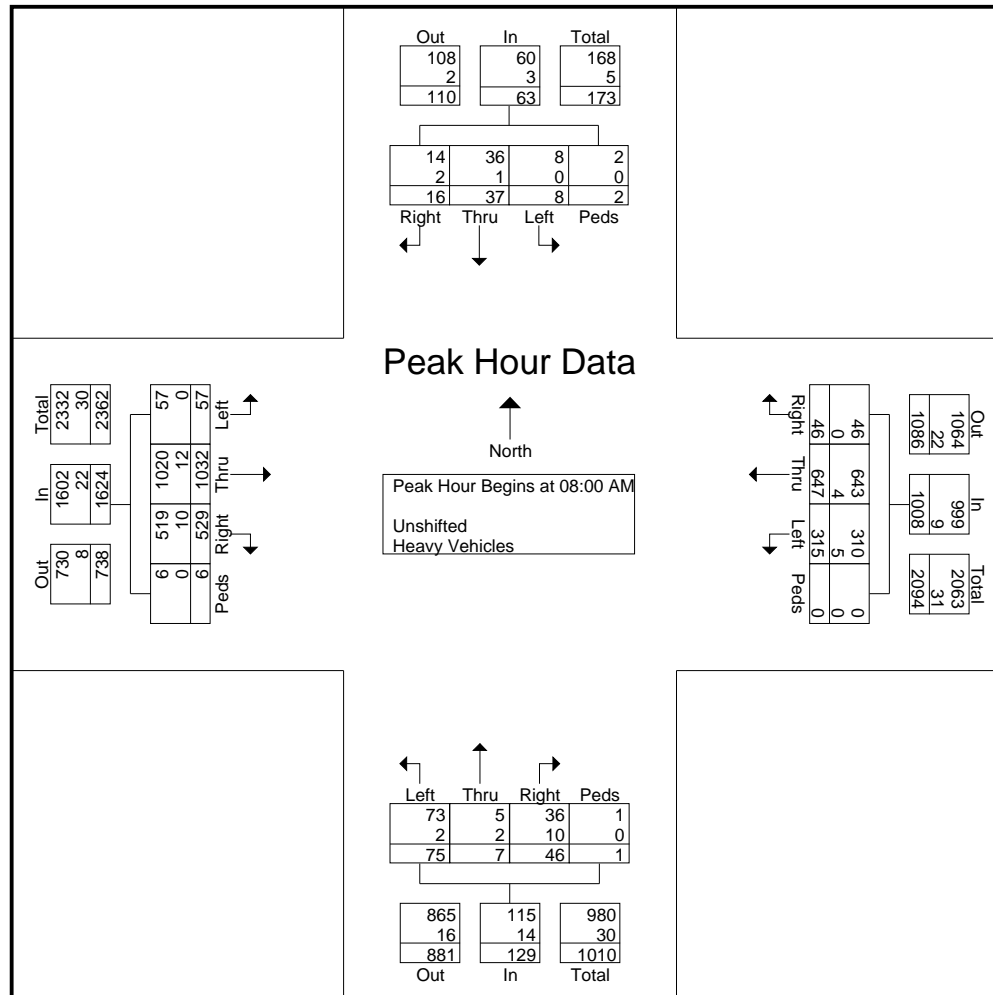 Out In Total
108 60 168
2 3 5
110 63 173
14 36 8 2
2 1 0 0
16 37 8 2
Right Thru Left Peds
Peak Hour Data
North
Peak Hour Begins at 08:00 AM
Unshifted
Heavy Vehicles
Total
2332
30
2362
In
1602
22
1624
Out
730
8
738
57 1020 519 6
0 12 10 0
57 1032 529 6
Left Thru Right Peds
Right Thru Left Peds
46 647 315 0
0 4 5 0
46 643 310 0
Out
1064
22
1086
In
999
9
1008
Total
2063
31
2094
Left Thru Right Peds
73 5 36 1
2 2 10 0
75 7 46 1
865 115 980
16 14 30
881 129 1010
Out In Total